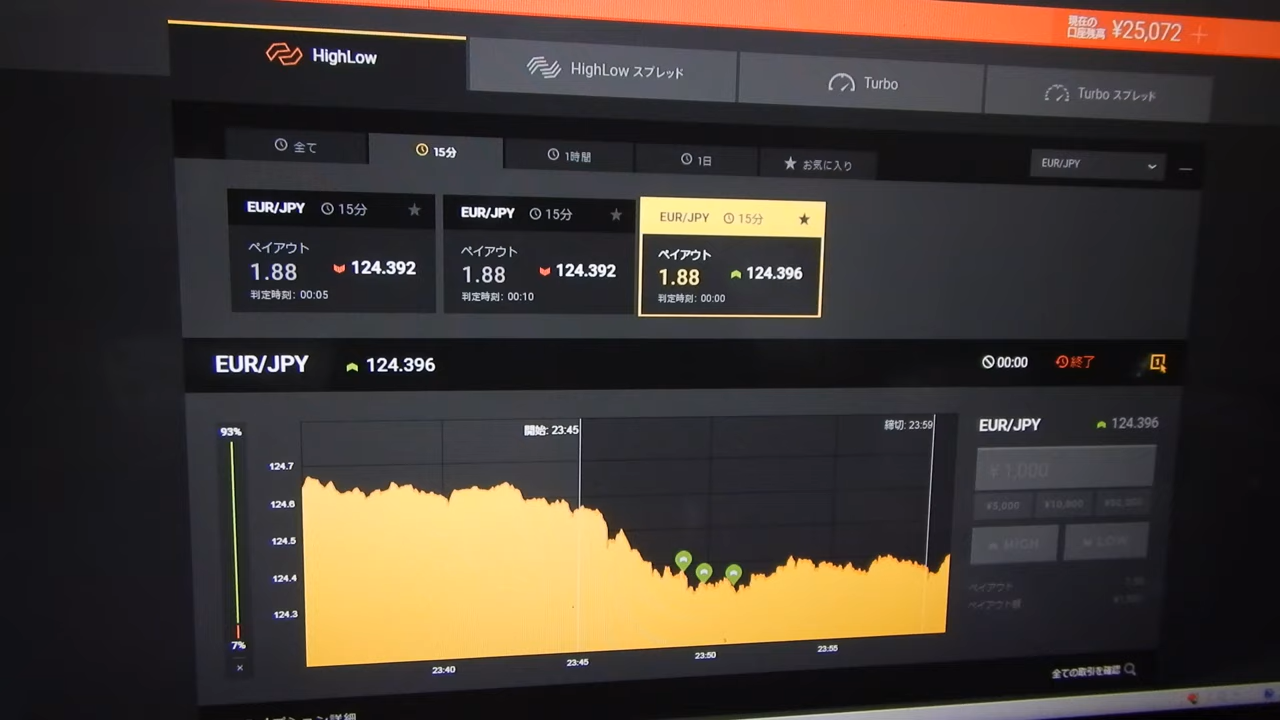 現在の
口座残高 ¥25,072
HighLow
HighLow スプレッド
Turbo
Turbo スプレッド
全て
15分
1時間
1日
お気に入り
EUR/JPY
EUR/JPY 15分
ペイアウト
1.88 124.392
判定時刻: 00:05
EUR/JPY 15分
ペイアウト
1.88 124.392
判定時刻: 00:10
EUR/JPY 15分
ペイアウト
1.88 124.396
判定時刻: 00:00
EUR/JPY 124.396
00:00 終了
93%
7%
開始: 23:45
締切: 23:59
124.7
124.6
124.5
124.4
124.3
23:40
23:45
23:50
23:55
EUR/JPY 124.396
¥1,000
¥5,000 ¥10,000
HIGH LOW
ペイアウト
ペイアウト額
全ての取引を確認